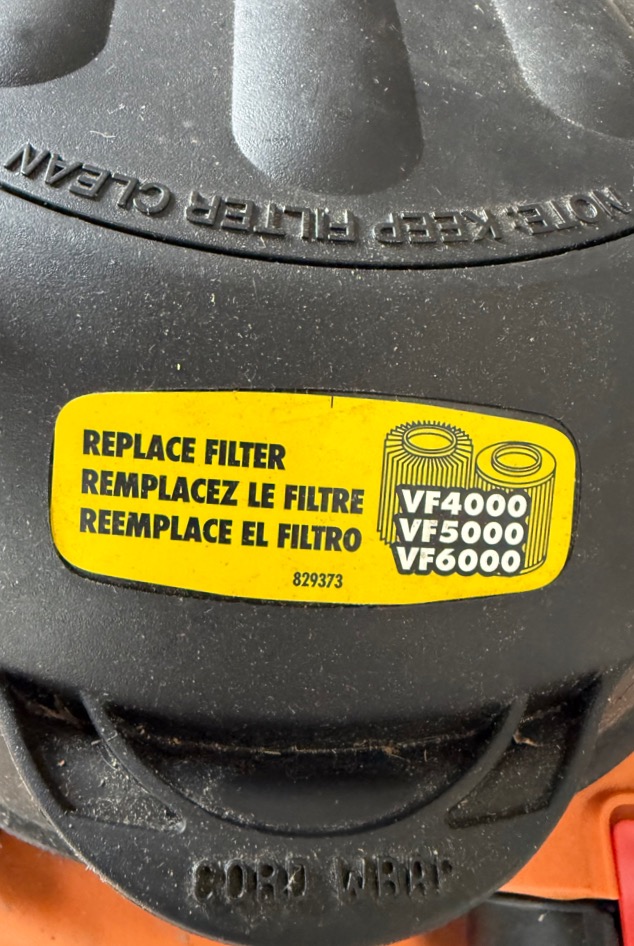 NOTE: KEEP FILTER CLEAN
REPLACE FILTER
REMPLACEZ LE FILTRE
REEMPLACE EL FILTRO
829373
VF4000
VF5000
VF6000
CORD WRAP